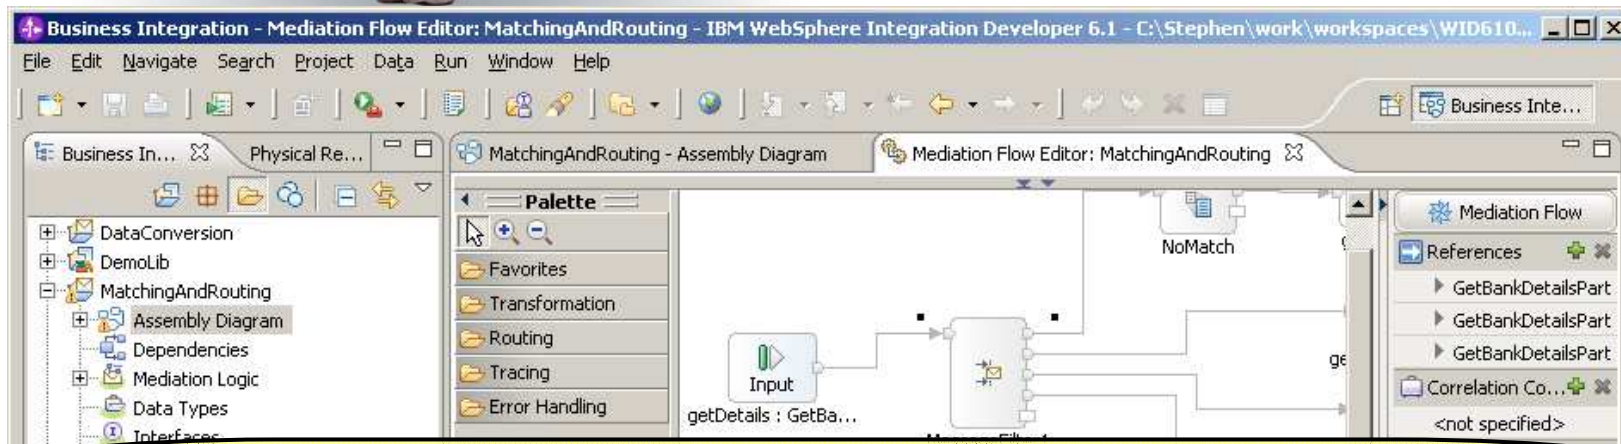 Business Integration - Mediation Flow Editor: MatchingAndRouting - IBM WebSphere Integration Developer 6.1 - C:\Stephen\work\workspaces\WID610...
File Edit Navigate Search Project Data Run Window Help
Business Inte...
Business In... Physical Re...
MatchingAndRouting - Assembly Diagram
Mediation Flow Editor: MatchingAndRouting
DataConversion
DemoLib
MatchingAndRouting
Assembly Diagram
Dependencies
Mediation Logic
Data Types
Interfaces
Palette
Favorites
Transformation
Routing
Tracing
Error Handling
NoMatch
Input
getDetails : GetBa...
ge
Mediation Flow
References
GetBankDetailsPart
GetBankDetailsPart
GetBankDetailsPart
Correlation Co...
<not specified>